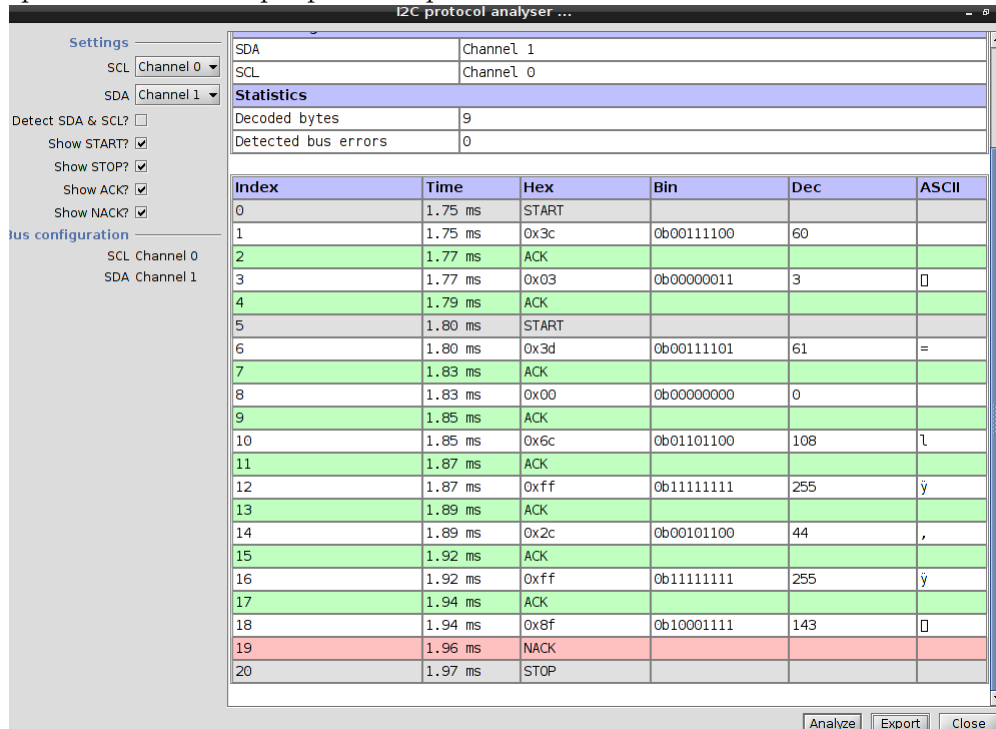 I2C protocol analyser ...
Settings
SCL Channel 0
SDA Channel 1
Detect SDA & SCL?
Show START?
Show STOP?
Show ACK?
Show NACK?
Bus configuration
SCL Channel 0
SDA Channel 1
SDA Channel 1
SCL Channel 0
Statistics
Decoded bytes 9
Detected bus errors 0
Index Time Hex Bin Dec ASCII
0 1.75 ms START
1 1.75 ms 0x3c 0b00111100 60
2 1.77 ms ACK
3 1.77 ms 0x03 0b00000011 3
4 1.79 ms ACK
5 1.80 ms START
6 1.80 ms 0x3d 0b00111101 61 =
7 1.83 ms ACK
8 1.83 ms 0x00 0b00000000 0
9 1.85 ms ACK
10 1.85 ms 0x6c 0b01101100 108 l
11 1.87 ms ACK
12 1.87 ms 0xff 0b11111111 255 ÿ
13 1.89 ms ACK
14 1.89 ms 0x2c 0b00101100 44 ,
15 1.92 ms ACK
16 1.92 ms 0xff 0b11111111 255 ÿ
17 1.94 ms ACK
18 1.94 ms 0x8f 0b10001111 143
19 1.96 ms NACK
20 1.97 ms STOP
Analyze Export Close